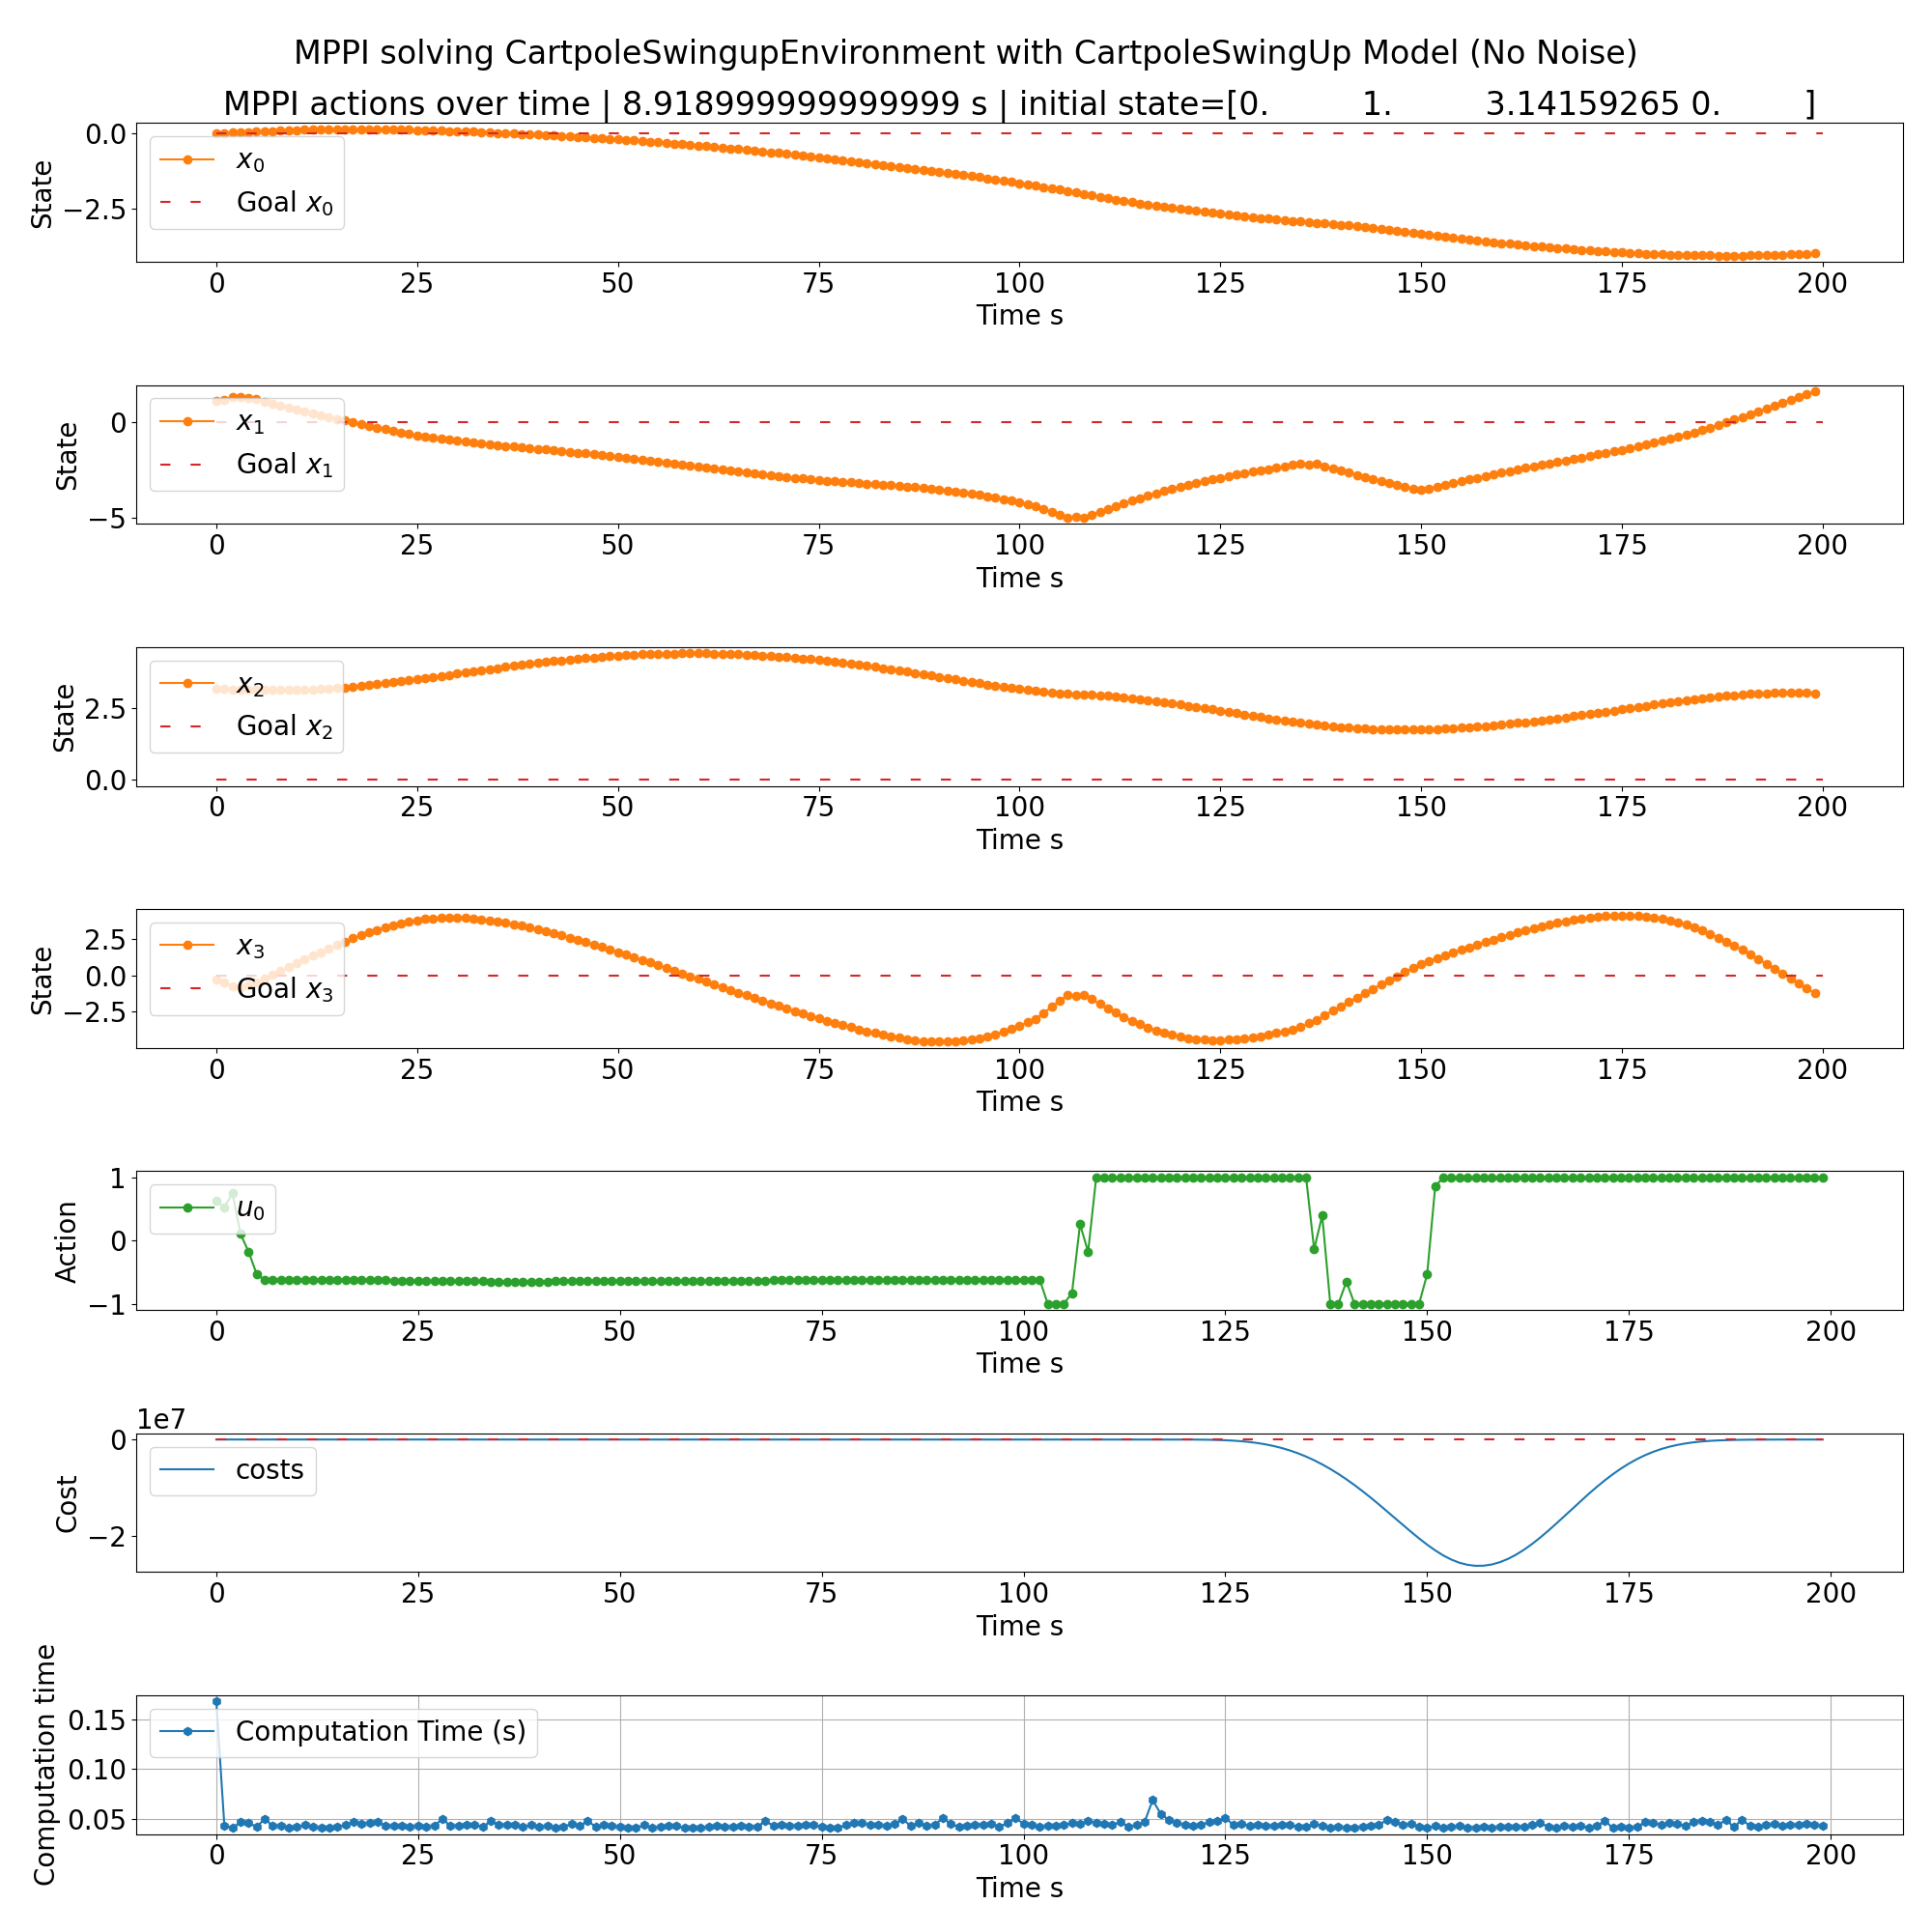 MPPI solving CartpoleSwingupEnvironment with CartpoleSwingUp Model (No Noise)
MPPI actions over time | 8.918999999999999 s | initial state=[0. 1. 3.14159265 0. ]
State
0.0
−2.5
x0
Goal x0
0 25 50 75 100 125 150 175 200
Time s
State
0
−5
x1
Goal x1
0 25 50 75 100 125 150 175 200
Time s
State
2.5
0.0
x2
Goal x2
0 25 50 75 100 125 150 175 200
Time s
State
2.5
0.0
−2.5
x3
Goal x3
0 25 50 75 100 125 150 175 200
Time s
Action
1
0
−1
u0
0 25 50 75 100 125 150 175 200
Time s
1e7
Cost
0
−2
costs
0 25 50 75 100 125 150 175 200
Time s
Computation time
0.15
0.10
0.05
Computation Time (s)
0 25 50 75 100 125 150 175 200
Time s